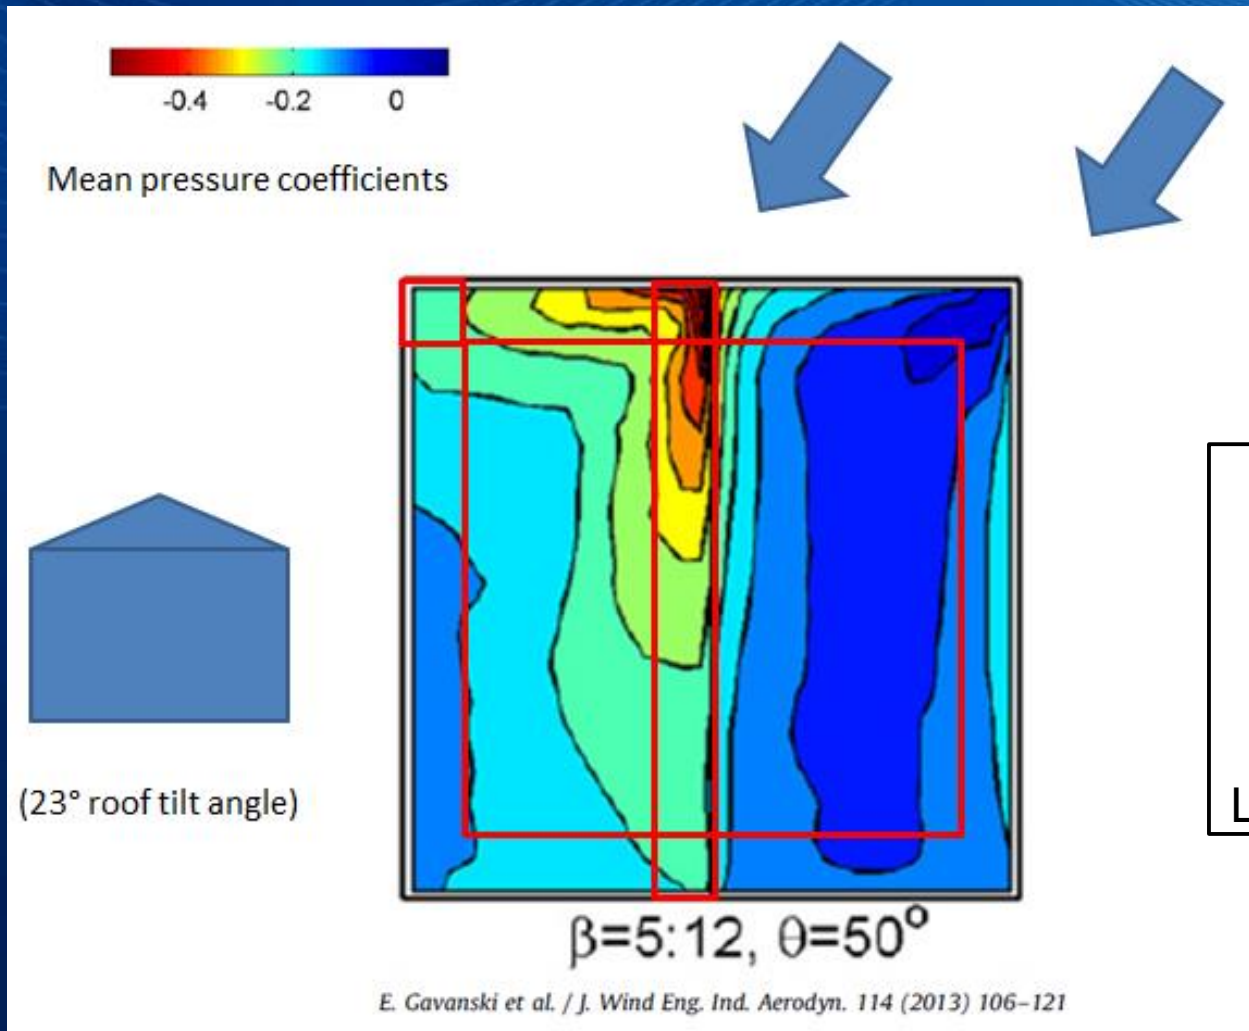 -0.4 -0.2 0
Mean pressure coefficients
(23° roof tilt angle)
L
β=5:12, θ=50°
E. Gavanski et al. / J. Wind Eng. Ind. Aerodyn. 114 (2013) 106–121